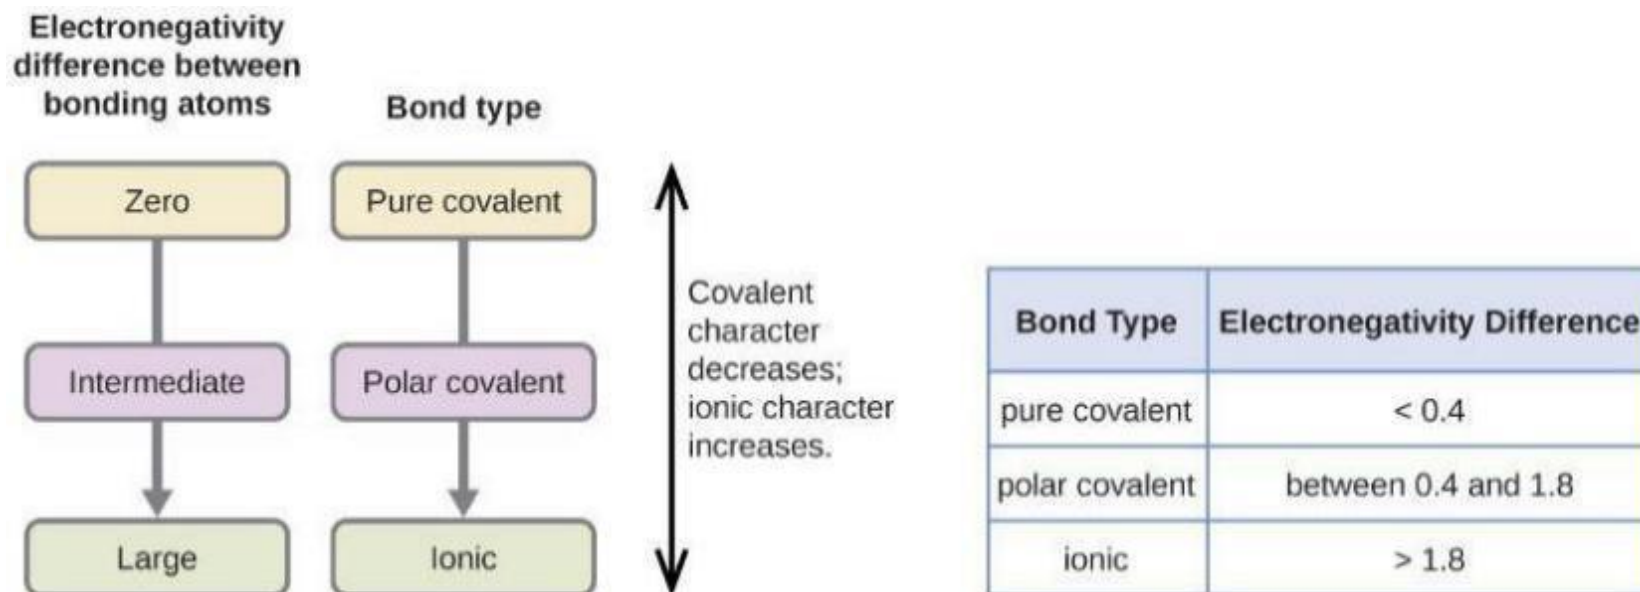 Electronegativity
difference between
bonding atoms
Bond type
Zero
Pure covalent
Intermediate
Polar covalent
Large
Ionic
Covalent
character
decreases;
ionic character
increases.
Bond Type Electronegativity Difference
pure covalent < 0.4
polar covalent between 0.4 and 1.8
ionic > 1.8